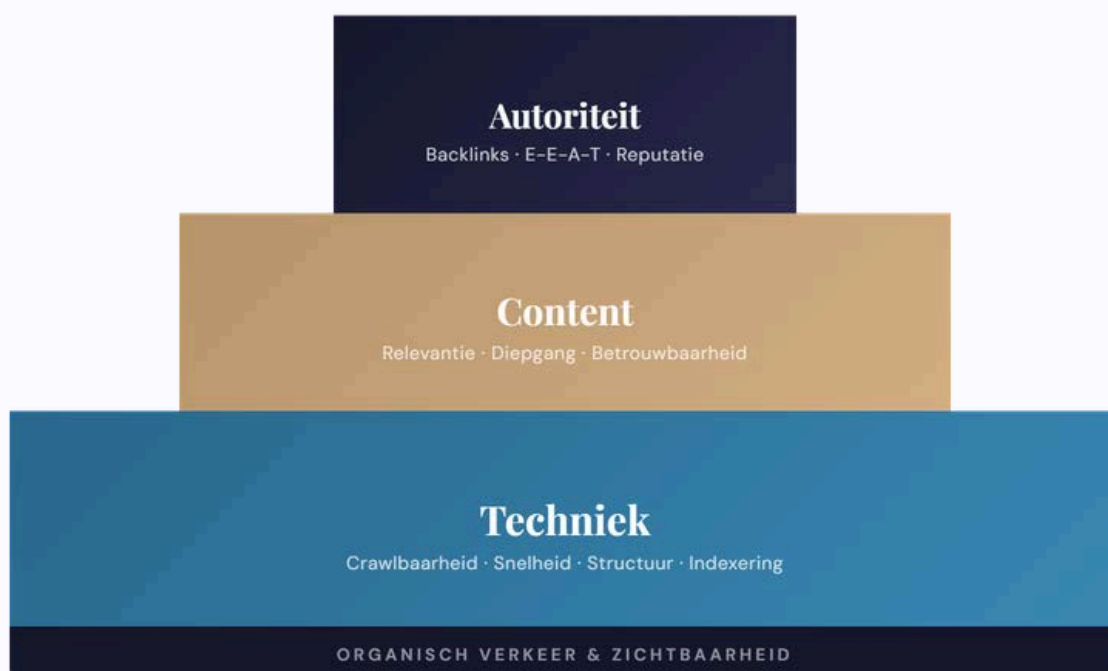 Autoriteit
Backlinks · E-E-A-T · Reputatie
Content
Relevantie · Diepgang · Betrouwbaarheid
Techniek
Crawlbaarheid · Snelheid · Structuur · Indexering
ORGANISCH VERKEER & ZICHTBAARHEID